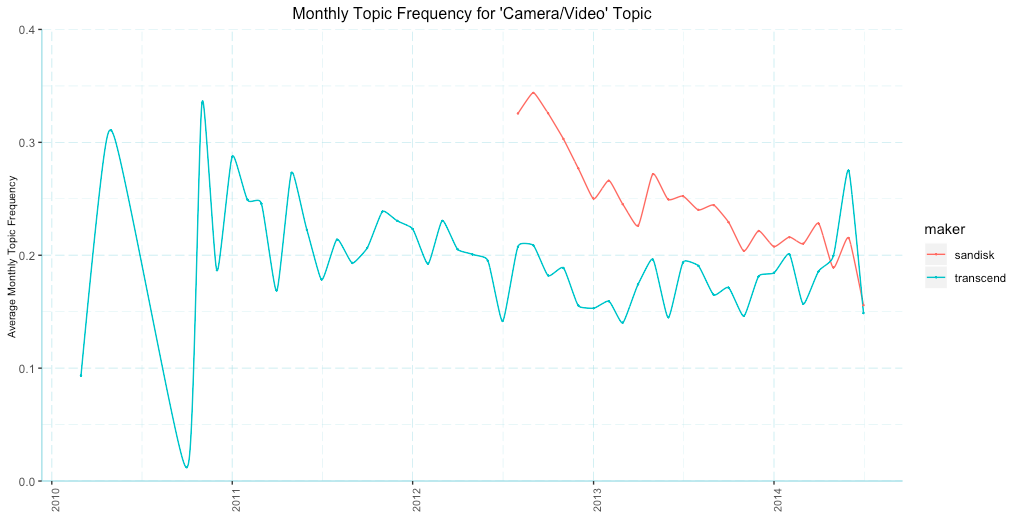 Monthly Topic Frequency for 'Camera/Video' Topic
Average Monthly Topic Frequency
0.4
0.3
0.2
0.1
0.0
2010
2011
2012
2013
2014
maker
sandisk
transcend